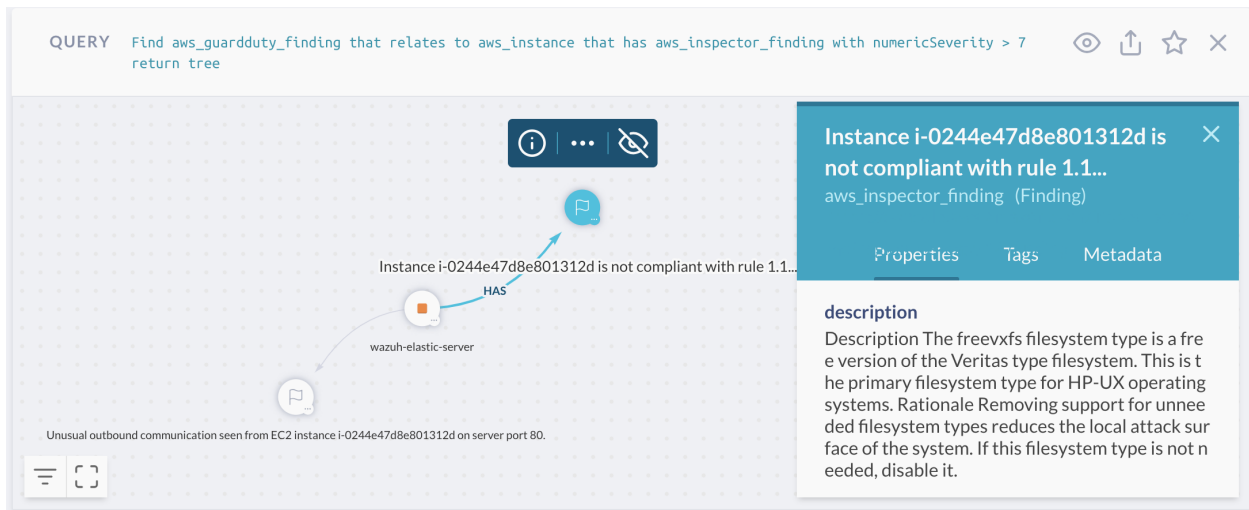 QUERY Find aws_guardduty_finding that relates to aws_instance that has aws_inspector_finding with numericSeverity > 7
return tree
Instance i-0244e47d8e801312d is not compliant with rule 1.1...
HAS
wazuh-elastic-server
Unusual outbound communication seen from EC2 instance i-0244e47d8e801312d on server port 80.
Instance i-0244e47d8e801312d is
not compliant with rule 1.1...
aws_inspector_finding (Finding)
Properties Tags Metadata
description
Description The freevxfs filesystem type is a fre
e version of the Veritas type filesystem. This is t
he primary filesystem type for HP-UX operating
systems. Rationale Removing support for unnee
ded filesystem types reduces the local attack sur
face of the system. If this filesystem type is not n
eeded, disable it.